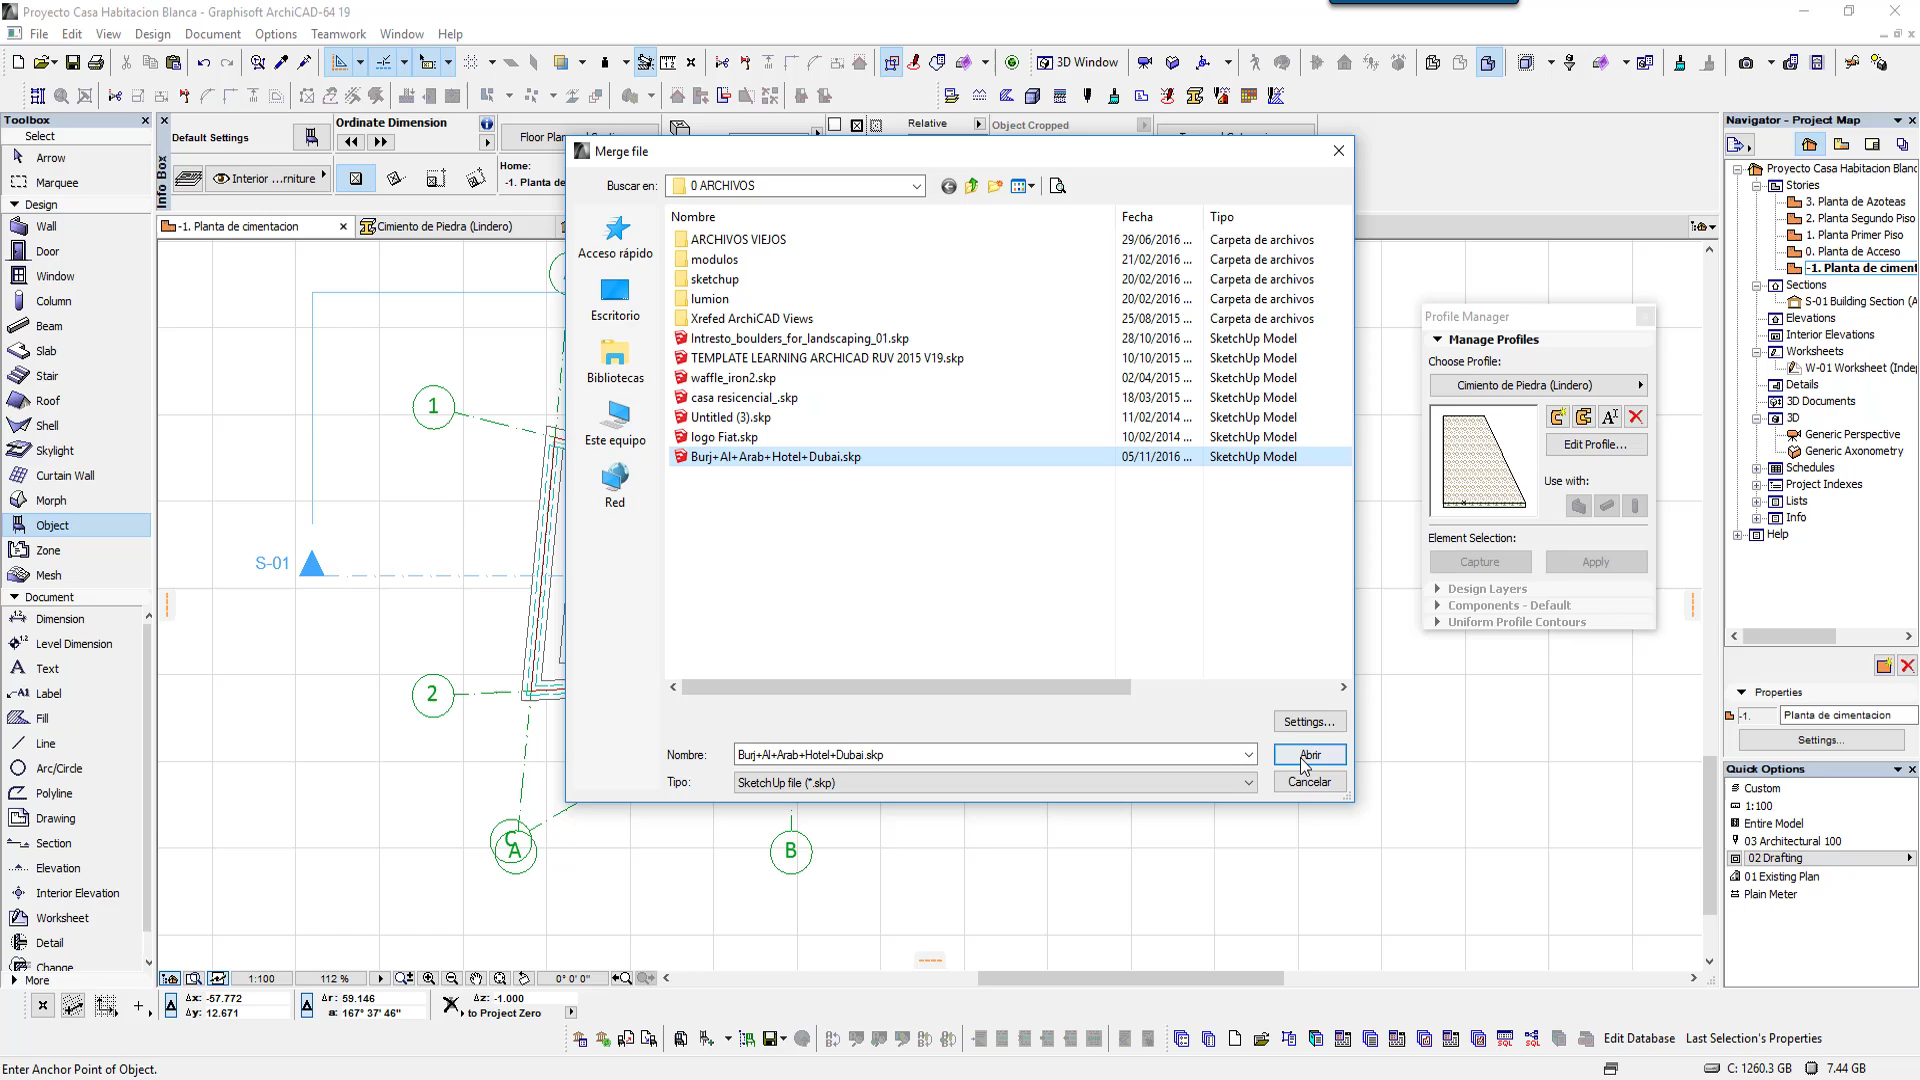 Proyecto Casa Habitacion Blanca - Graphisoft ArchiCAD-64 19
File Edit View Design Document Options Teamwork Window Help
3D Window
Toolbox
Select
Arrow
Marquee
Design
Wall
Door
Window
Column
Beam
Slab
Stair
Roof
Shell
Skylight
Curtain Wall
Morph
Object
Zone
Mesh
Document
Dimension
Level Dimension
Text
Label
Fill
Line
Arc/Circle
Polyline
Drawing
Section
Elevation
Interior Elevation
Worksheet
Detail
Change
More
Info Box
Default Settings
Ordinate Dimension
Interior ...rniture
Floor Plan
Home:
-1. Planta de
Relative
Object Cropped
-1. Planta de cimentacion
Cimiento de Piedra (Lindero)
1
2
S-01
C
A
B
Merge file
Buscar en:
0 ARCHIVOS
Acceso rápido
Escritorio
Bibliotecas
Este equipo
Red
Nombre Fecha Tipo
ARCHIVOS VIEJOS 29/06/2016 ... Carpeta de archivos
modulos 21/02/2016 ... Carpeta de archivos
sketchup 20/02/2016 ... Carpeta de archivos
lumion 20/02/2016 ... Carpeta de archivos
Xrefed ArchiCAD Views 25/08/2015 ... Carpeta de archivos
Intresto_boulders_for_landscaping_01.skp 28/10/2016 ... SketchUp Model
TEMPLATE LEARNING ARCHICAD RUV 2015 V19.skp 10/10/2015 ... SketchUp Model
waffle_iron2.skp 02/04/2015 ... SketchUp Model
casa resicencial_.skp 18/03/2015 ... SketchUp Model
Untitled (3).skp 11/02/2014 ... SketchUp Model
logo Fiat.skp 10/02/2014 ... SketchUp Model
Burj+Al+Arab+Hotel+Dubai.skp 05/11/2016 ... SketchUp Model
Settings...
Nombre: Burj+Al+Arab+Hotel+Dubai.skp
Abrir
Tipo: SketchUp file (*.skp)
Cancelar
Profile Manager
Manage Profiles
Choose Profile:
Cimiento de Piedra (Lindero)
Edit Profile...
Use with:
Element Selection:
Capture Apply
Design Layers
Components - Default
Uniform Profile Contours
Navigator - Project Map
Proyecto Casa Habitacion Blanc
Stories
3. Planta de Azoteas
2. Planta Segundo Piso
1. Planta Primer Piso
0. Planta de Acceso
-1. Planta de ciment
Sections
S-01 Building Section (A
Elevations
Interior Elevations
Worksheets
W-01 Worksheet (Inde
Details
3D Documents
3D
Generic Perspective
Generic Axonometry
Schedules
Project Indexes
Lists
Info
Help
Properties
-1. Planta de cimentacion
Settings...
Quick Options
Custom
1:100
Entire Model
03 Architectural 100
02 Drafting
01 Existing Plan
Plain Meter
1:100 112 % 0° 0' 0"
Δx: -57.772
Δy: 12.671
Δr: 59.146
a: 167° 37' 46"
Δz: -1.000
to Project Zero
Edit Database Last Selection's Properties
Enter Anchor Point of Object.
C: 1260.3 GB 7.44 GB